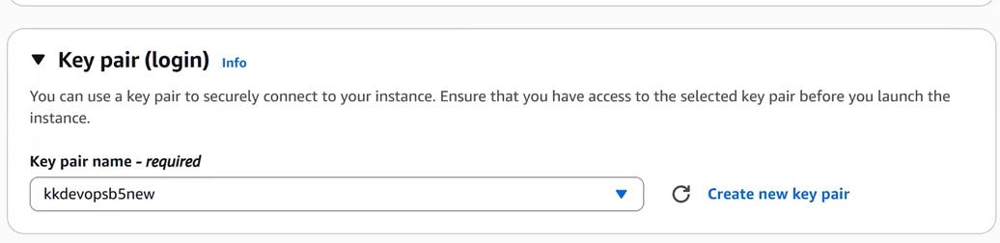 Key pair (login) Info
You can use a key pair to securely connect to your instance. Ensure that you have access to the selected key pair before you launch the
instance.
Key pair name - required
kkdevopsb5new
Create new key pair